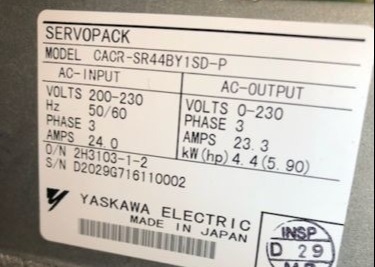 SERVOPACK
MODEL CACR-SR44BY1SD-P
AC-INPUT
VOLTS 200-230
Hz 50/60
PHASE 3
AMPS 24.0
AC-OUTPUT
VOLTS 0-230
PHASE 3
AMPS 23.3
kW(hp) 4.4(5.90)
O/N 2H3103-1-2
S/N D2029G716110002
YASKAWA ELECTRIC
MADE IN JAPAN
INSP
D 29